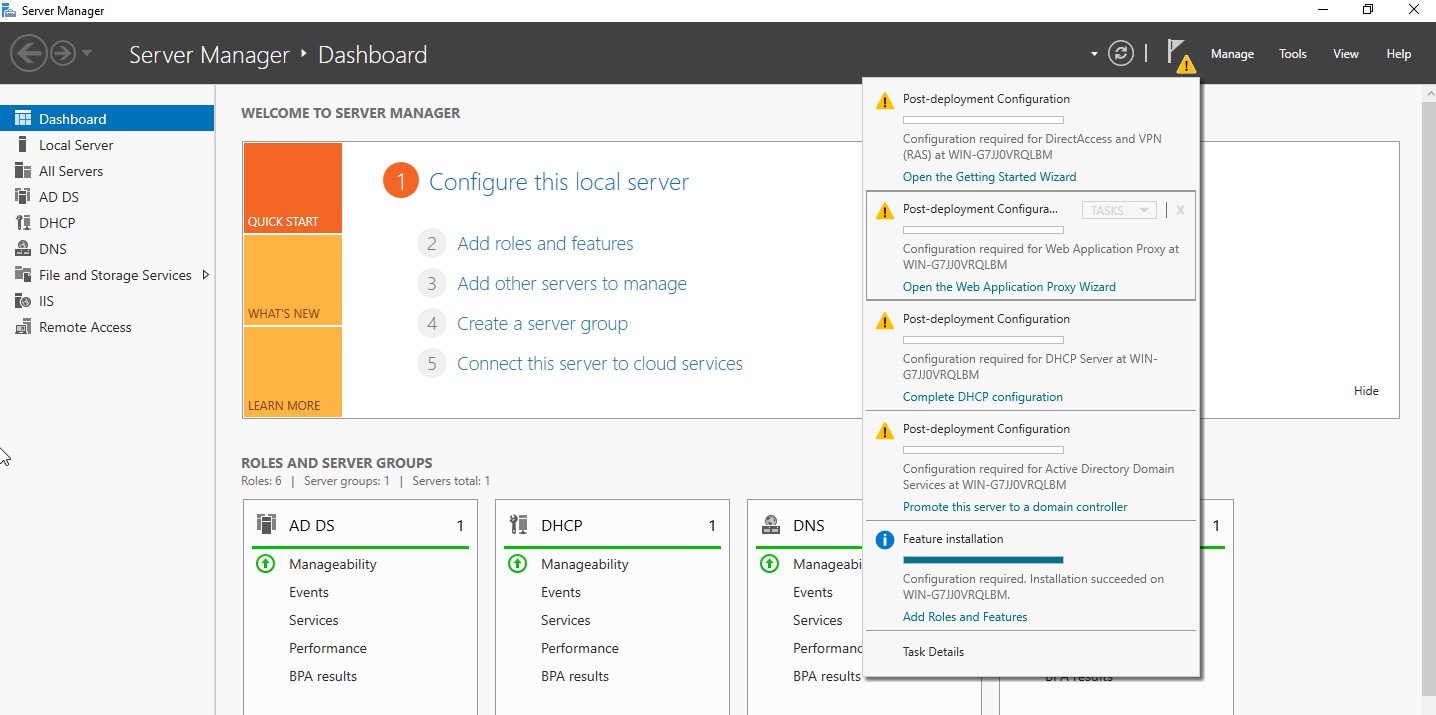 Server Manager
Server Manager
Dashboard
Manage
Tools
View
Help
Dashboard
Local Server
All Servers
AD DS
DHCP
DNS
File and Storage Services
IIS
Remote Access
WELCOME TO SERVER MANAGER
QUICK START
WHAT'S NEW
LEARN MORE
1 Configure this local server
2 Add roles and features
3 Add other servers to manage
4 Create a server group
5 Connect this server to cloud services
Hide
Post-deployment Configuration
Configuration required for DirectAccess and VPN
(RAS) at WIN-G7JJ0VRQLBM
Open the Getting Started Wizard
Post-deployment Configura...
TASKS
X
Configuration required for Web Application Proxy at
WIN-G7JJ0VRQLBM
Open the Web Application Proxy Wizard
Post-deployment Configuration
Configuration required for DHCP Server at WIN-
G7JJ0VRQLBM
Complete DHCP configuration
Post-deployment Configuration
Configuration required for Active Directory Domain
Services at WIN-G7JJ0VRQLBM
Promote this server to a domain controller
Feature installation
Configuration required. Installation succeeded on
WIN-G7JJ0VRQLBM.
Add Roles and Features
Task Details
ROLES AND SERVER GROUPS
Roles: 6 | Server groups: 1 | Servers total: 1
AD DS 1
Manageability
Events
Services
Performance
BPA results
DHCP 1
Manageability
Events
Services
Performance
BPA results
DNS
Manageabi
Events
Services
Performanc
BPA results
1